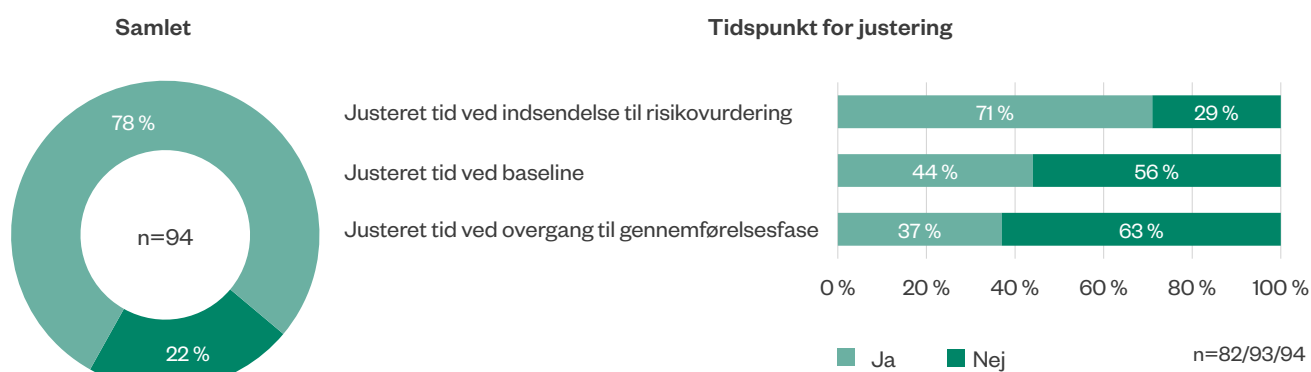 Samlet
78 %
n=94
22 %
Tidspunkt for justering
Justeret tid ved indsendelse til risikovurdering
71 %
29 %
Justeret tid ved baseline
44 %
56 %
Justeret tid ved overgang til gennemførelsesfase
37 %
63 %
0 % 20 % 40 % 60 % 80 % 100 %
Ja Nej
n=82/93/94